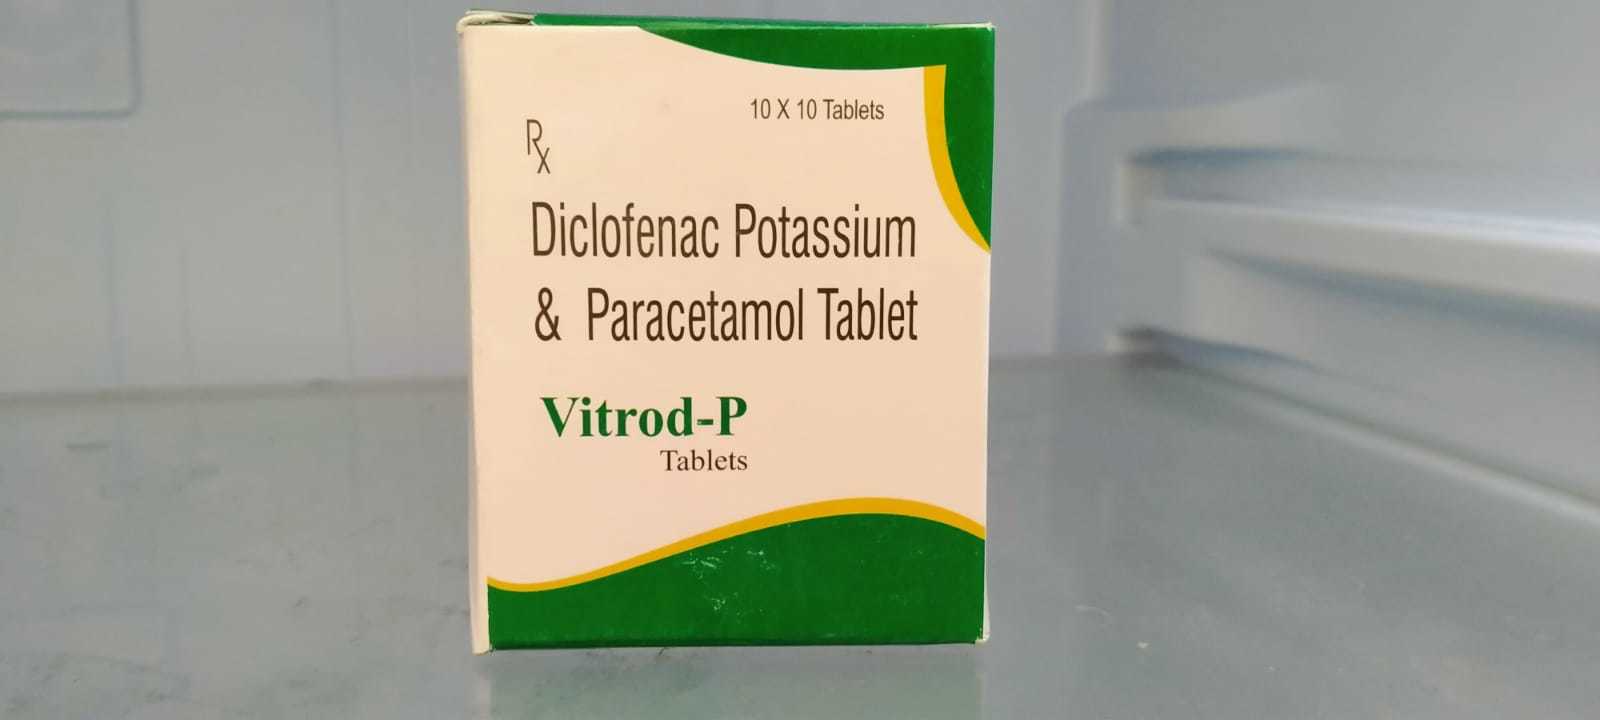 10 X 10 Tablets
Rx
Diclofenac Potassium
& Paracetamol Tablet
Vitrod-P
Tablets